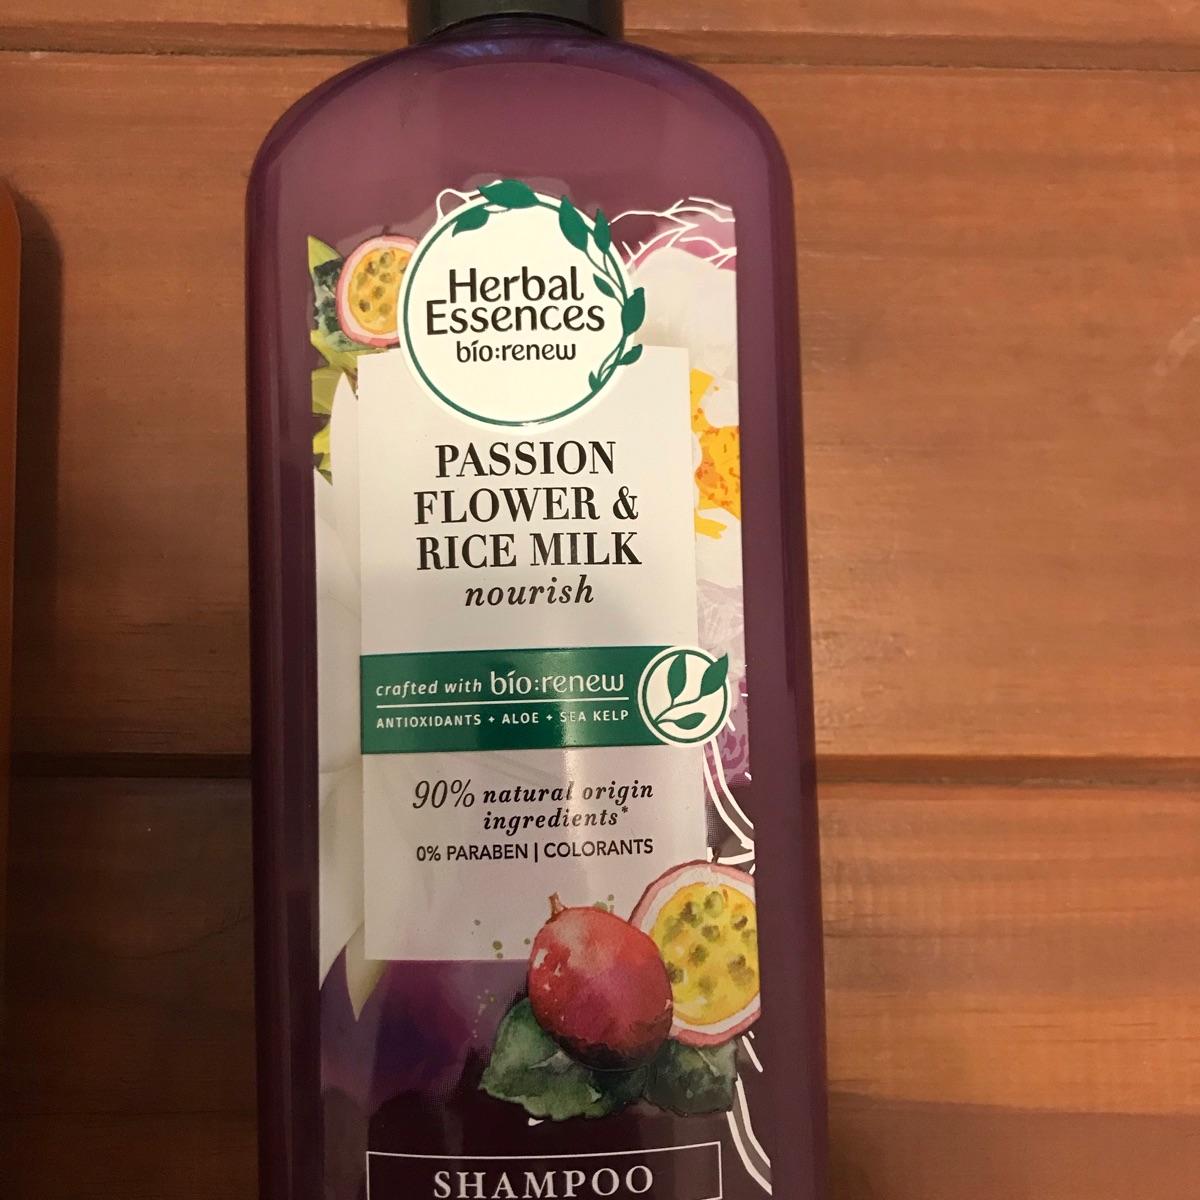 Herbal
Essences
bío:renew
PASSION
FLOWER &
RICE MILK
nourish
crafted with bío:renew
ANTIOXIDANTS + ALOE + SEA KELP
90% natural origin
ingredients*
0% PARABEN | COLORANTS
SHAMPOO